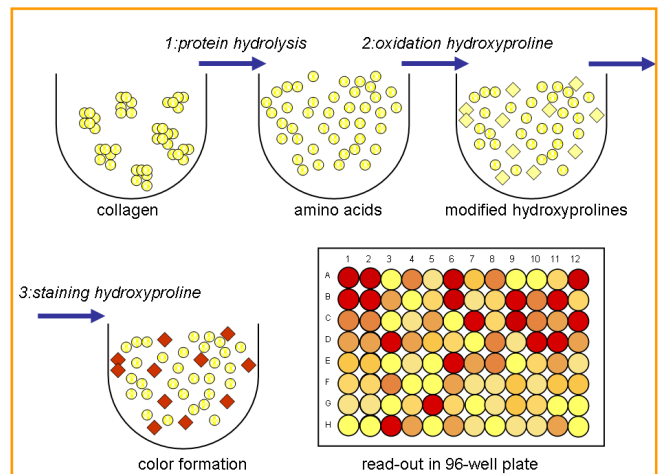 1:protein hydrolysis 2:oxidation hydroxyproline
collagen amino acids modified hydroxyprolines
3:staining hydroxyproline
1 2 3 4 5 6 7 8 9 10 11 12
A
B
C
D
E
F
G
H
color formation read-out in 96-well plate